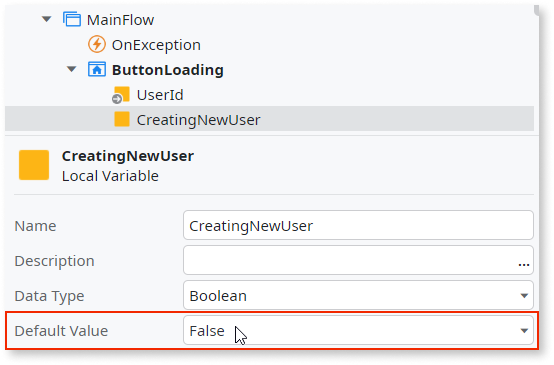 MainFlow
OnException
ButtonLoading
UserId
CreatingNewUser
CreatingNewUser
Local Variable
Name CreatingNewUser
Description ...
Data Type Boolean
Default Value False